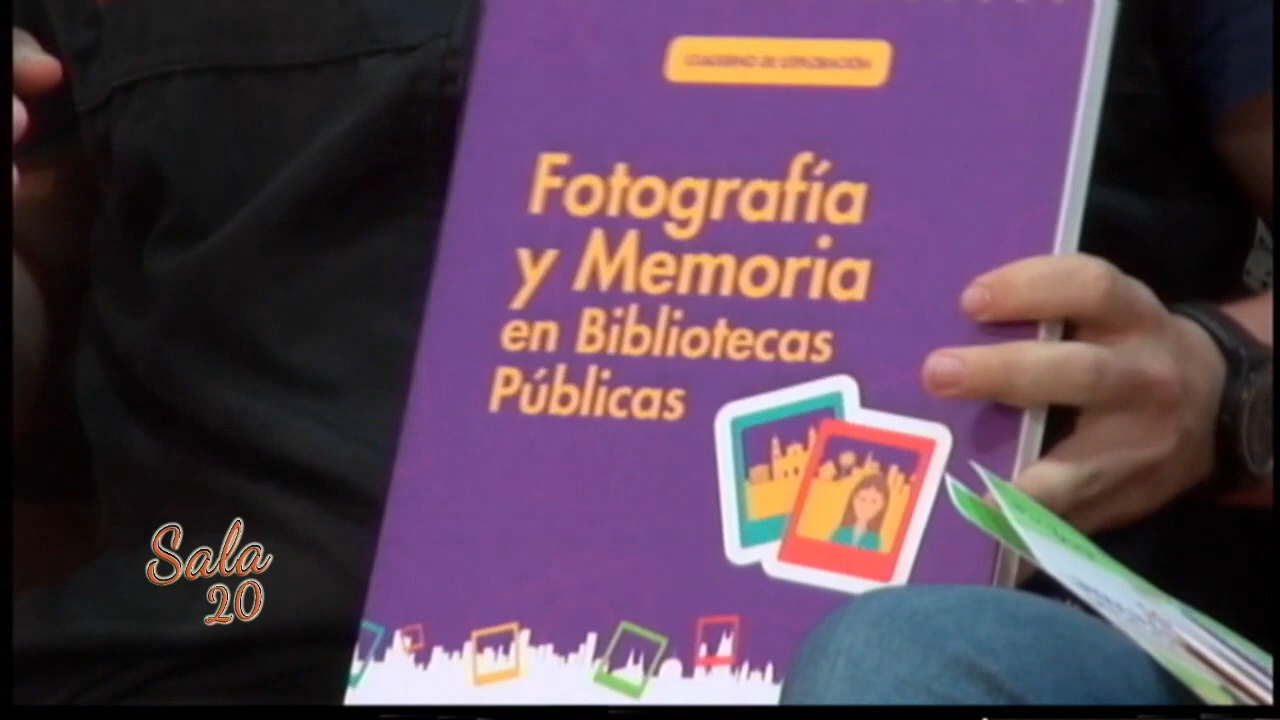 CUADERNO DE EXPLORACIÓN
Fotografía
y Memoria
en Bibliotecas
Públicas
Sala
20